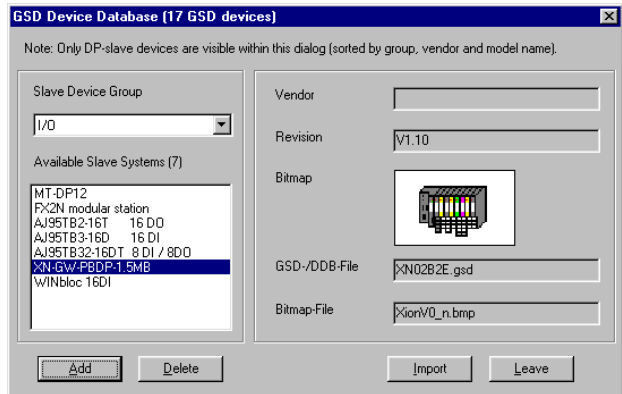 GSD Device Database (17 GSD devices)
Note: Only DP-slave devices are visible within this dialog (sorted by group, vendor and model name).
Slave Device Group
I/O
Available Slave Systems (7)
MT-DP12
FX2N modular station
AJ95TB2-16T 16 DO
AJ95TB3-16D 16 DI
AJ95TB32-16DT 8 DI / 8DO
XN-GW-PBDP-1.5MB
WINbloc 16DI
Vendor
Revision
V1.10
Bitmap
GSD-/DDB-File
XN02B2E.gsd
Bitmap-File
XionV0_n.bmp
Add
Delete
Import
Leave